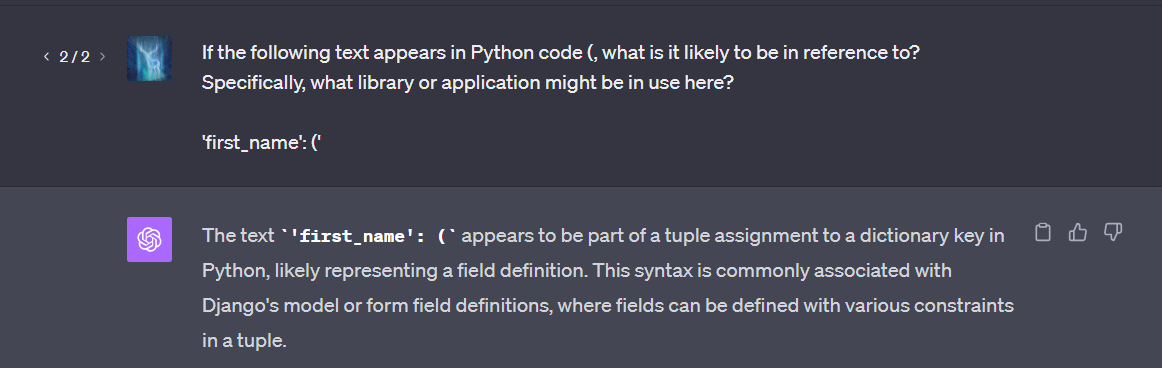 2 / 2
If the following text appears in Python code (, what is it likely to be in reference to?
Specifically, what library or application might be in use here?
'first_name': ('
The text `'first_name': (` appears to be part of a tuple assignment to a dictionary key in
Python, likely representing a field definition. This syntax is commonly associated with
Django's model or form field definitions, where fields can be defined with various constraints
in a tuple.